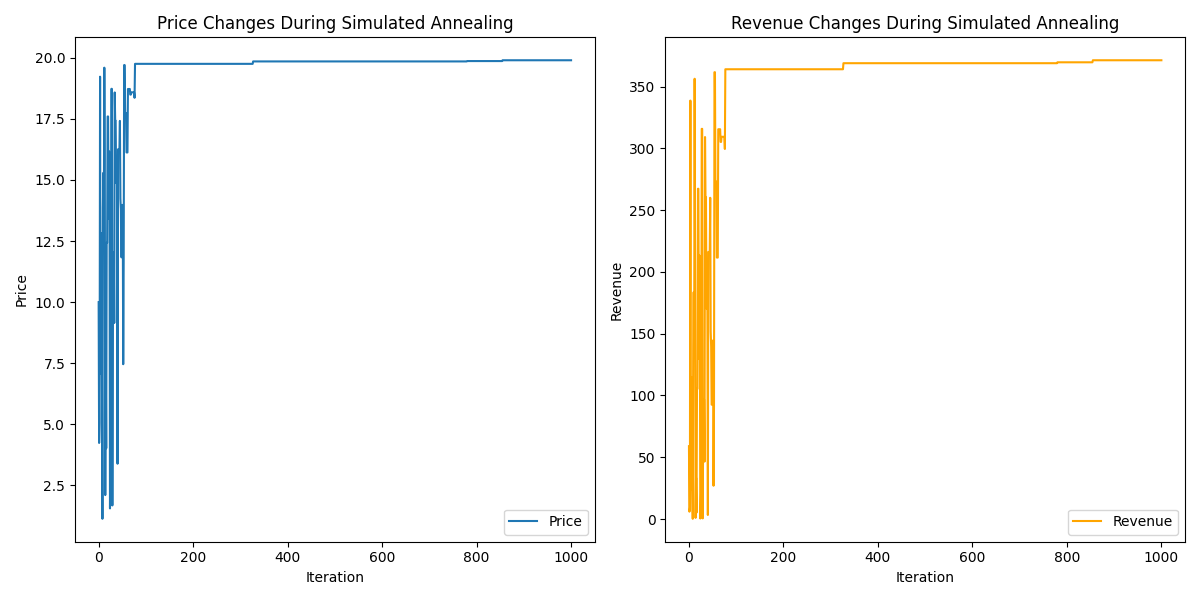 Price Changes During Simulated Annealing
20.0
17.5
15.0
12.5
10.0
7.5
5.0
2.5
Price
0 200 400 600 800 1000
Iteration
Price
Revenue Changes During Simulated Annealing
350
300
250
200
150
100
50
0
Revenue
0 200 400 600 800 1000
Iteration
Revenue